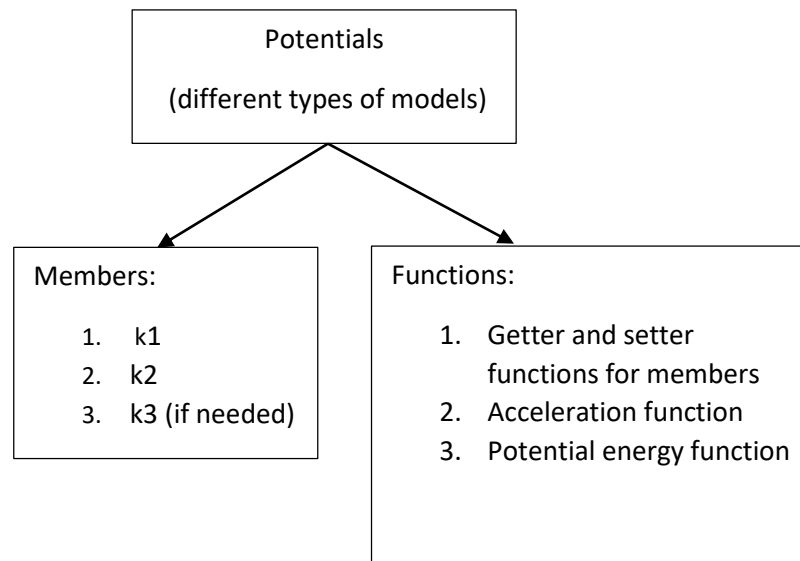 Potentials
(different types of models)
Members:
1. k1
2. k2
3. k3 (if needed)
Functions:
1. Getter and setter
functions for members
2. Acceleration function
3. Potential energy function